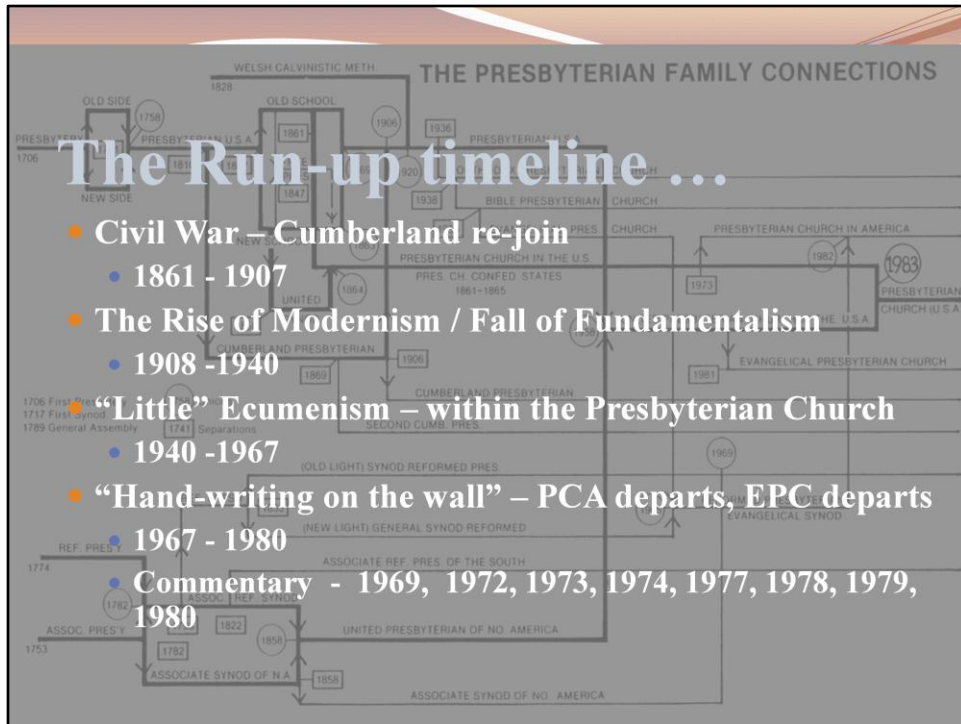 WELSH CALVINISTIC METH.
THE PRESBYTERIAN FAMILY CONNECTIONS
1828
OLD SIDE
OLD SCHOOL
1758
1906
1936
1861
PRESBYTERY
PRESBYTERIAN U.S.A.
PRESBYTERIAN U.S.A.
1706
The Run-up timeline …
1920
NEW SIDE
1847
1938
BIBLE PRESBYTERIAN CHURCH
Civil War – Cumberland re-join
PRES. CHURCH
PRESBYTERIAN CHURCH IN AMERICA
PRESBYTERIAN CHURCH IN THE U.S.
1982
1983
1861 - 1907
PRES. CH. CONFED. STATES
1861-1865
1864
1973
PRESBYTERIAN
UNITED
CHURCH (U.S.A.
The Rise of Modernism / Fall of Fundamentalism
THE U.S.A.
CUMBERLAND PRESBYTERIAN
1906
EVANGELICAL PRESBYTERIAN CHURCH
1908 -1940
1869
1981
CUMBERLAND PRESBYTERIAN
1706 First
“Little” Ecumenism – within the Presbyterian Church
1717 First Synod
SECOND CUMB. PRES.
1789 General Assembly
1741
Separations
1940 -1967
1969
(OLD LIGHT) SYNOD REFORMED PRES.
“Hand-writing on the wall” – PCA departs, EPC departs
EVANGELICAL SYNOD
(NEW LIGHT) GENERAL SYNOD REFORMED
1967 - 1980
REF. PRES'Y
ASSOCIATE REF. PRES. OF THE SOUTH
1774
Commentary - 1969, 1972, 1973, 1974, 1977, 1978, 1979,
1980
ASSOC. REF. SYNOD
1782
1822
ASSOC. PRES'Y
1858
UNITED PRESBYTERIAN OF NO. AMERICA
1753
1782
ASSOCIATE SYNOD OF N.A.
1858
ASSOCIATE SYNOD OF NO. AMERICA